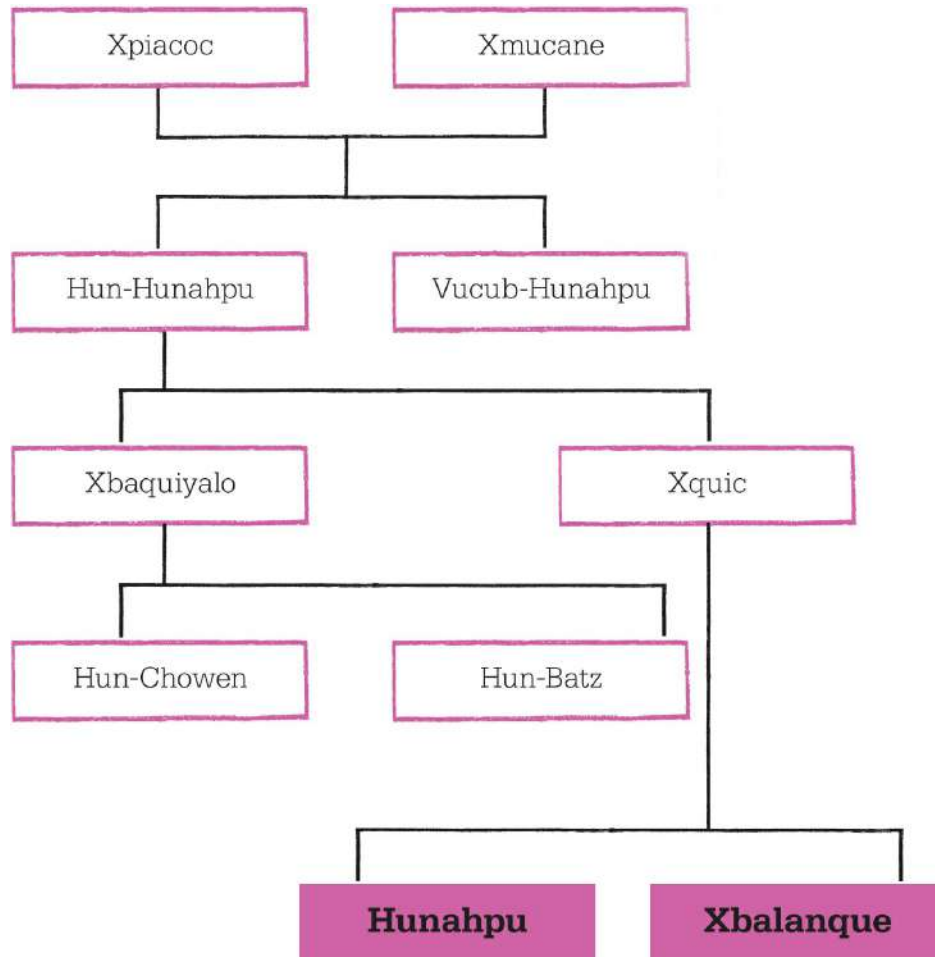 Xpiacoc
Xmucane
Hun-Hunahpu
Vucub-Hunahpu
Xbaquiyalo
Xquic
Hun-Chowen
Hun-Batz
Hunahpu
Xbalanque